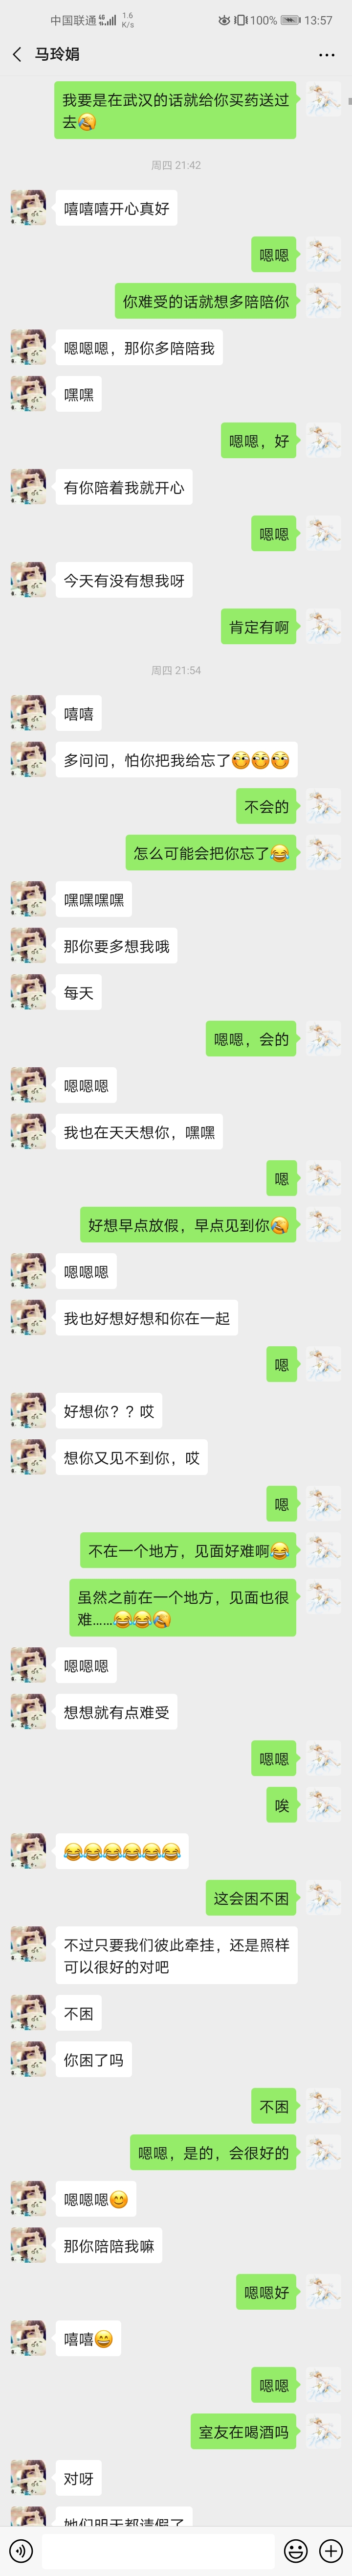 中国联通 4G 1.6 K/s 100% 13:57
马玲娟
我要是在武汉的话就给你买药送过
去
周四 21:42
嘻嘻嘻开心真好
嗯嗯
你难受的话就想多陪陪你
嗯嗯嗯，那你多陪陪我
嘿嘿
嗯嗯，好
有你陪着我就开心
嗯嗯
今天有没有想我呀
肯定有啊
周四 21:54
嘻嘻
多问问，怕你把我给忘了
不会的
怎么可能会把你忘了😂
嘿嘿嘿嘿
那你要多想我哦
每天
嗯嗯，会的
嗯嗯嗯
我也在天天想你，嘿嘿
嗯
好想早点放假，早点见到你
嗯嗯嗯
我也好想好想和你在一起
嗯
好想你？？哎
想你又见不到你，哎
嗯
不在一个地方，见面好难啊😂
虽然之前在一个地方，见面也很
难……😂😂
嗯嗯嗯
想想就有点难受
嗯嗯
唉
😂😂😂😂😂😂
这会困不困
不过只要我们彼此牵挂，还是照样
可以很好的对吧
不困
你困了吗
不困
嗯嗯，是的，会很好的
嗯嗯嗯😊
那你陪陪我嘛
嗯嗯好
嘻嘻😄
嗯嗯
室友在喝酒吗
对呀
她们明天都请假了